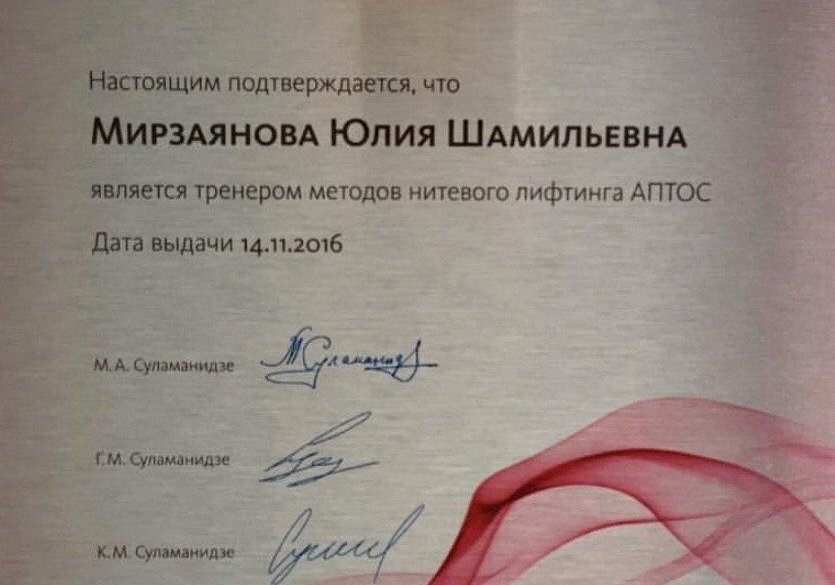 Настоящим подтверждается, что
Мирзаянова Юлия Шамильевна
является тренером методов нитевого лифтинга АПТОС
Дата выдачи 14.11.2016
М.А. Суламанидзе М Суламанидз
Г.М. Суламанидзе
К.М. Суламанидзе